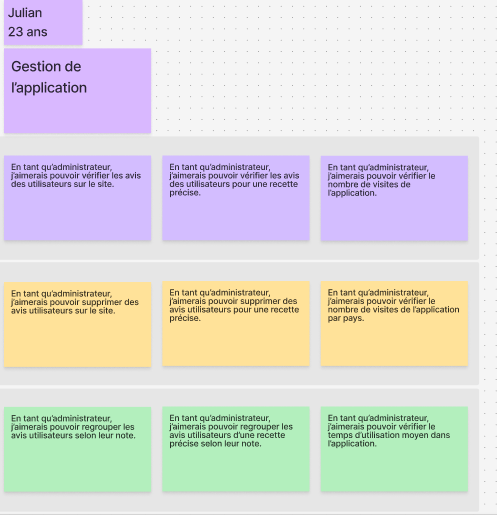 Julian
23 ans
Gestion de
l'application
En tant qu'administrateur,
j'aimerais pouvoir vérifier les avis
des utilisateurs sur le site.
En tant qu'administrateur,
j'aimerais pouvoir vérifier les avis
des utilisateurs pour une recette
précise.
En tant qu'administrateur,
j'aimerais pouvoir vérifier le
nombre de visites de
l'application.
En tant qu'administrateur,
j'aimerais pouvoir supprimer des
avis utilisateurs sur le site.
En tant qu'administrateur,
j'aimerais pouvoir supprimer des
avis utilisateurs pour une recette
précise.
En tant qu'administrateur,
j'aimerais pouvoir vérifier le
nombre de visites de l'application
par pays.
En tant qu'administrateur,
j'aimerais pouvoir regrouper les
avis utilisateurs selon leur note.
En tant qu'administrateur,
j'aimerais pouvoir regrouper les
avis utilisateurs d'une recette
précise selon leur note.
En tant qu'administrateur,
j'aimerais pouvoir vérifier le
temps d'utilisation moyen dans
l'application.